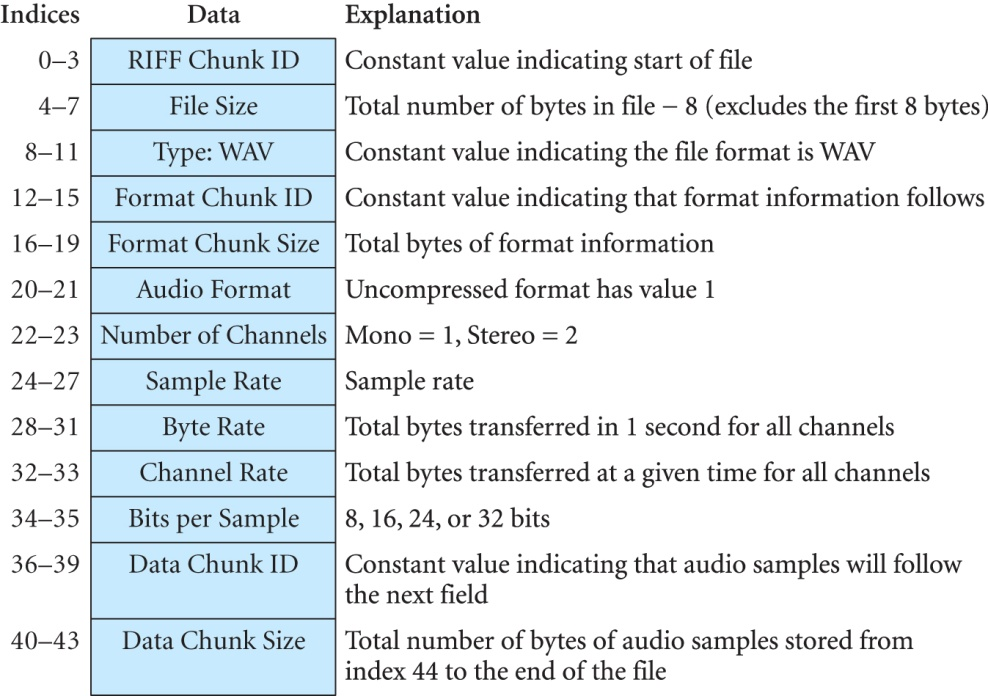 Indices Data Explanation
0–3 RIFF Chunk ID Constant value indicating start of file
4–7 File Size Total number of bytes in file − 8 (excludes the first 8 bytes)
8–11 Type: WAV Constant value indicating the file format is WAV
12–15 Format Chunk ID Constant value indicating that format information follows
16–19 Format Chunk Size Total bytes of format information
20–21 Audio Format Uncompressed format has value 1
22–23 Number of Channels Mono = 1, Stereo = 2
24–27 Sample Rate Sample rate
28–31 Byte Rate Total bytes transferred in 1 second for all channels
32–33 Channel Rate Total bytes transferred at a given time for all channels
34–35 Bits per Sample 8, 16, 24, or 32 bits
36–39 Data Chunk ID Constant value indicating that audio samples will follow
the next field
40–43 Data Chunk Size Total number of bytes of audio samples stored from
index 44 to the end of the file